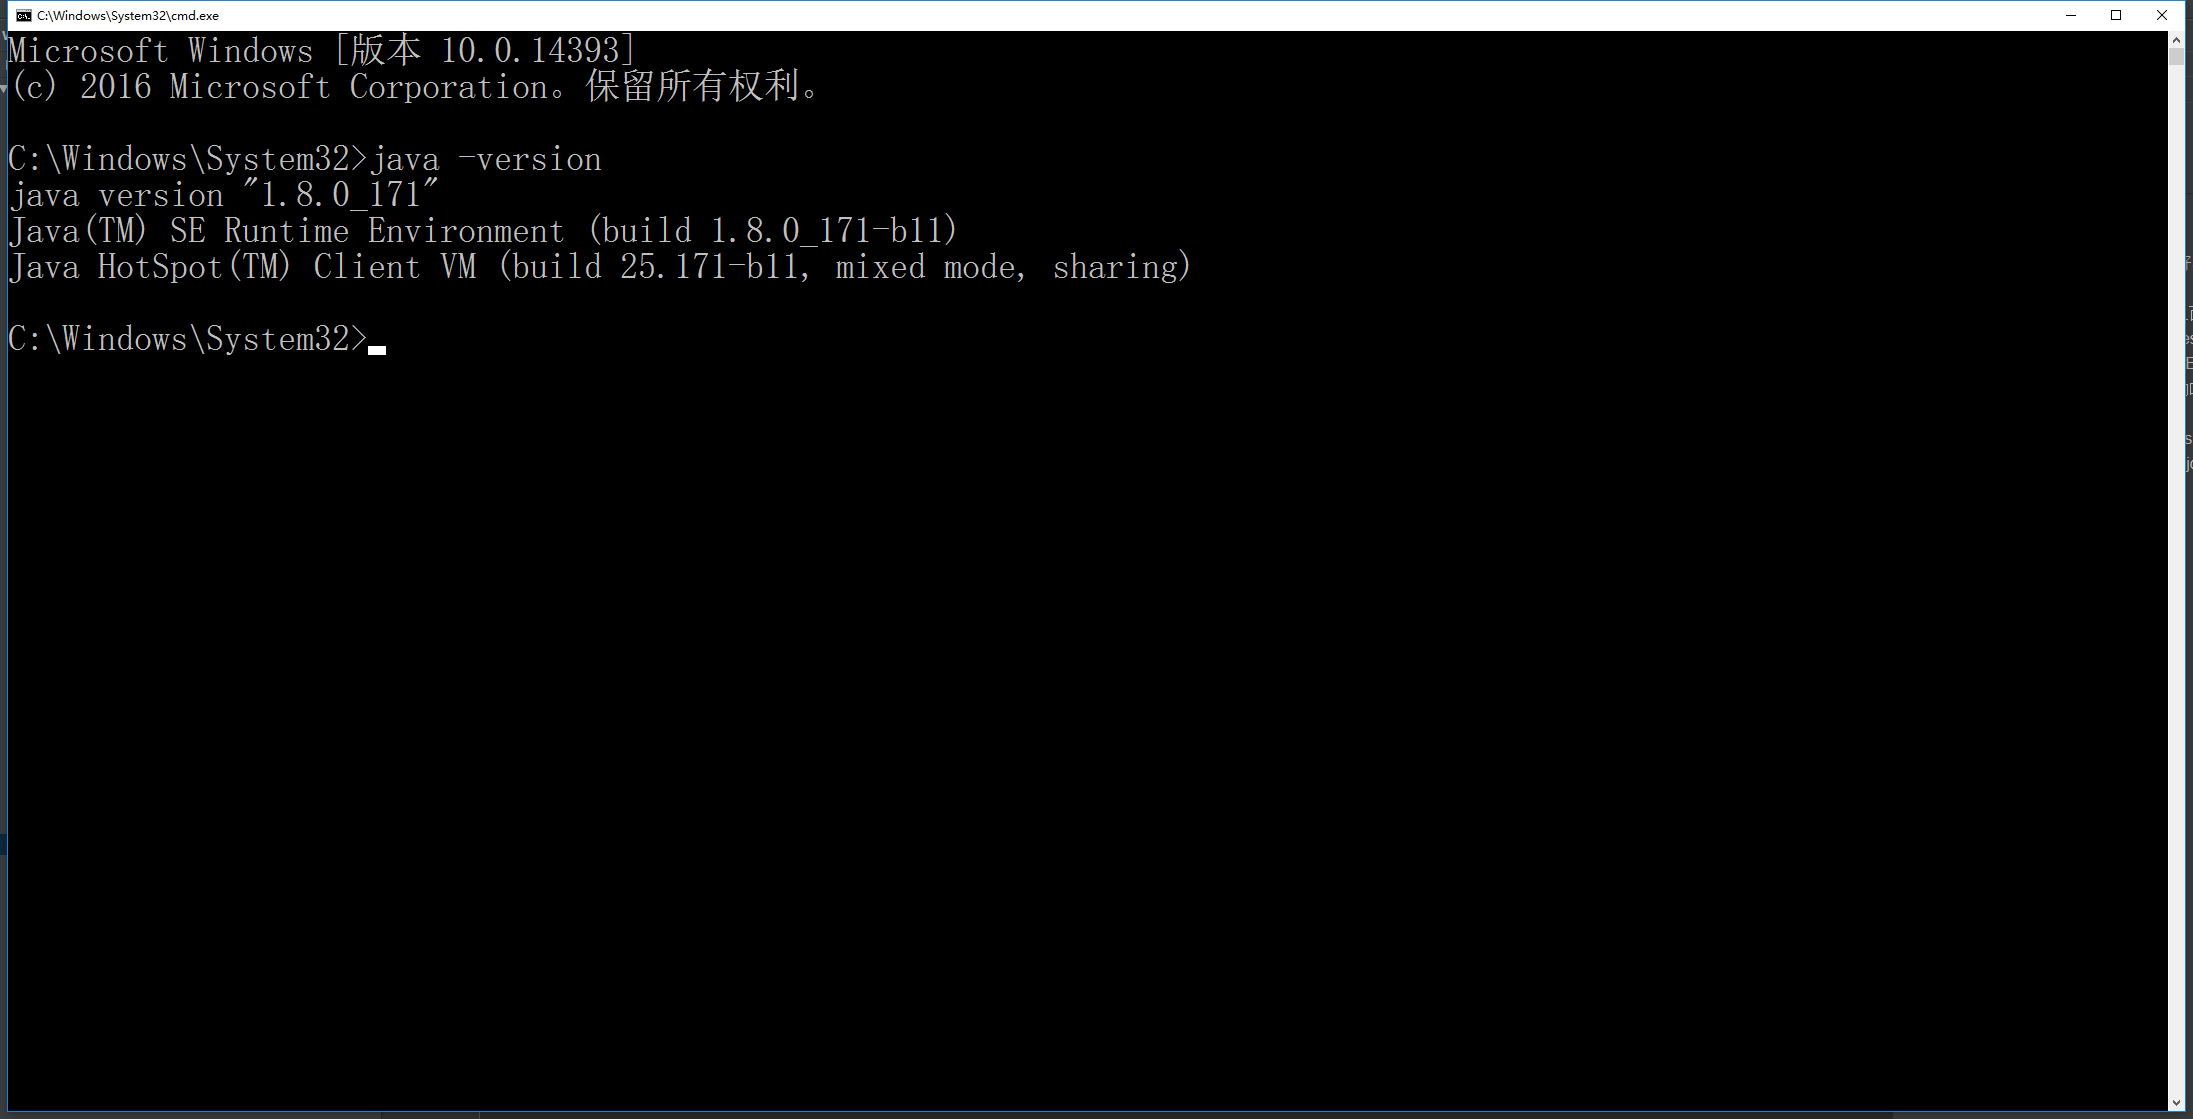 C:\Windows\System32\cmd.exe
Microsoft Windows [版本 10.0.14393]
(c) 2016 Microsoft Corporation。保留所有权利。
C:\Windows\System32>java -version
java version "1.8.0_171"
Java(TM) SE Runtime Environment (build 1.8.0_171-b11)
Java HotSpot(TM) Client VM (build 25.171-b11, mixed mode, sharing)
C:\Windows\System32>